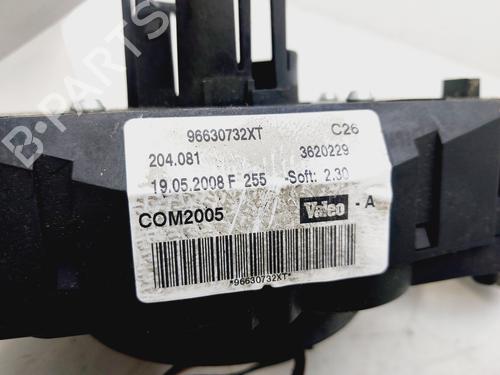 96630732XT C26
204.081 3620229
19.05.2008 F 255 -Soft: 2.30
COM2005 Valeo - A
*96630732XT*
B-PARTS